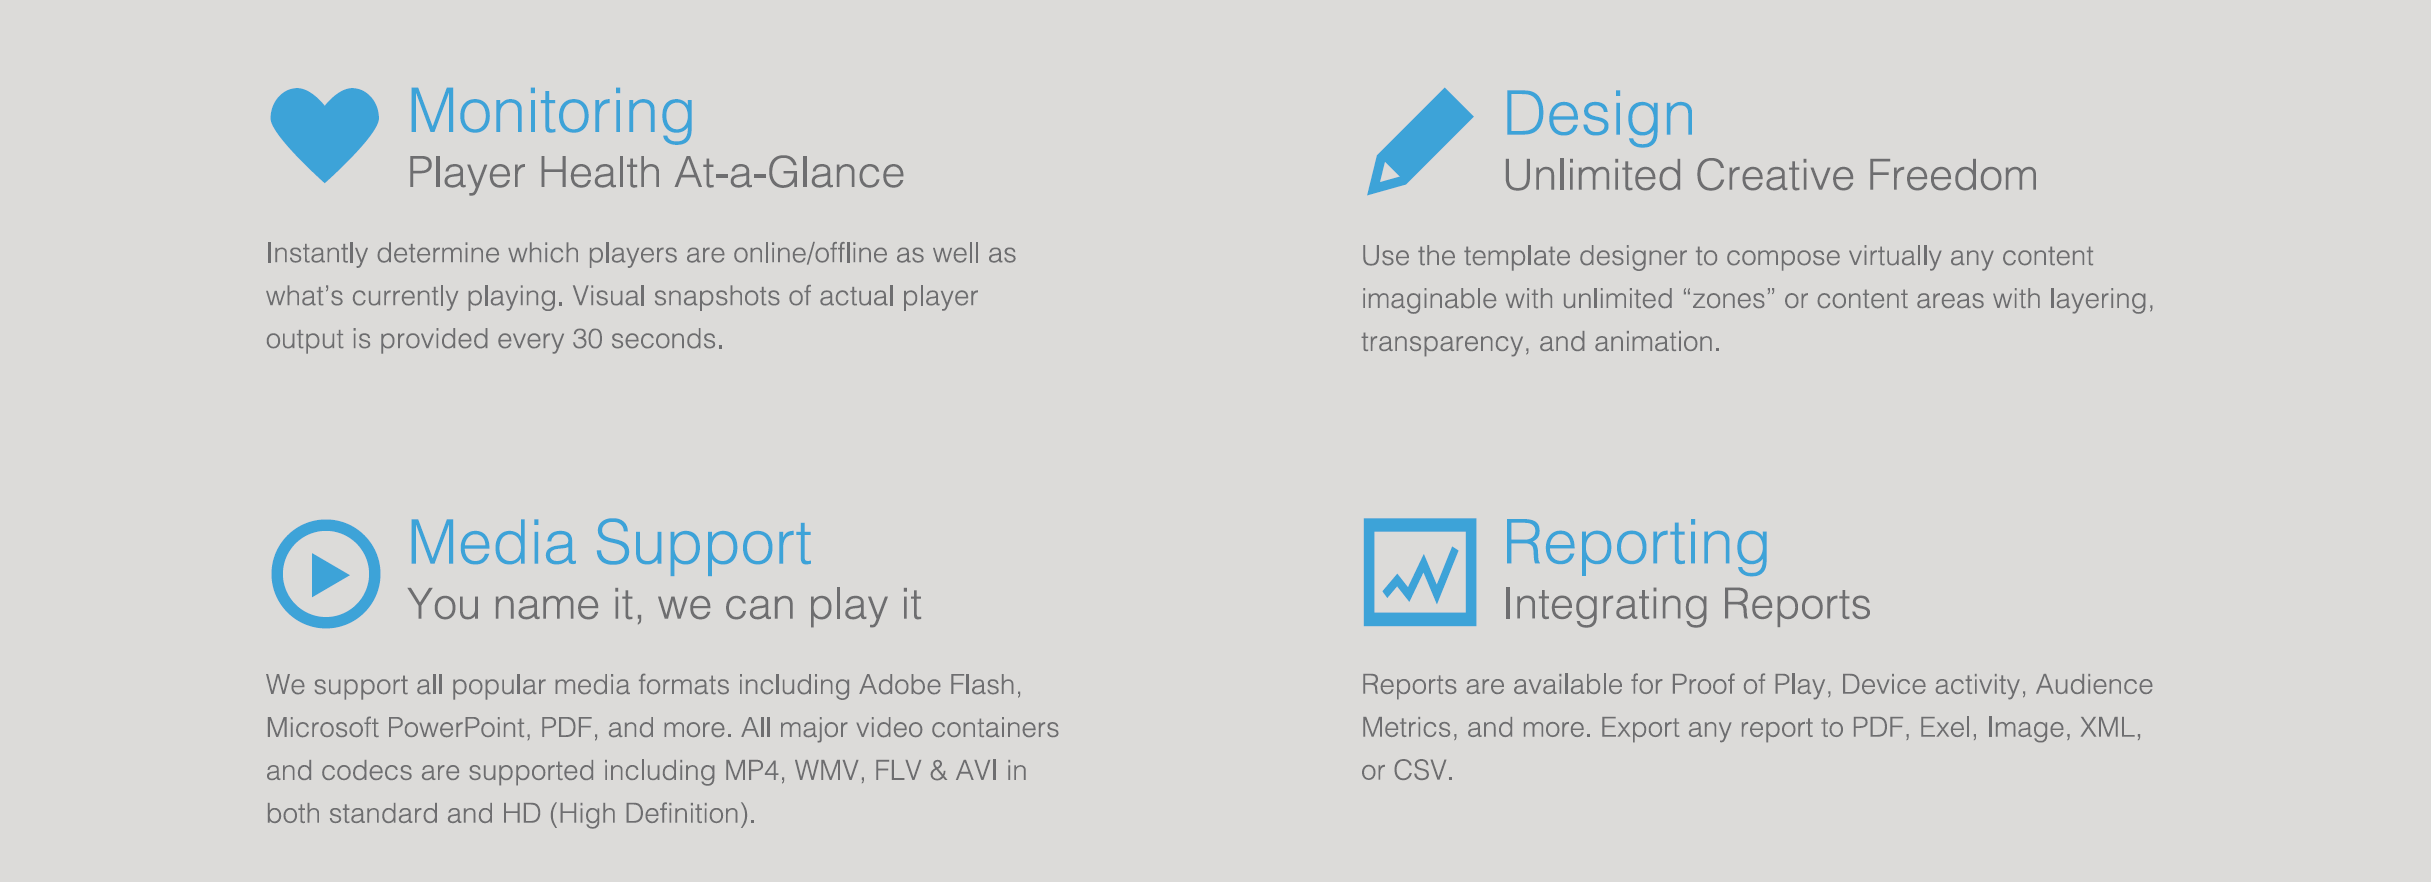 Monitoring
Player Health At-a-Glance
Instantly determine which players are online/offline as well as
what’s currently playing. Visual snapshots of actual player
output is provided every 30 seconds.
Design
Unlimited Creative Freedom
Use the template designer to compose virtually any content
imaginable with unlimited “zones” or content areas with layering,
transparency, and animation.
Media Support
You name it, we can play it
We support all popular media formats including Adobe Flash,
Microsoft PowerPoint, PDF, and more. All major video containers
and codecs are supported including MP4, WMV, FLV & AVI in
both standard and HD (High Definition).
Reporting
Integrating Reports
Reports are available for Proof of Play, Device activity, Audience
Metrics, and more. Export any report to PDF, Exel, Image, XML,
or CSV.